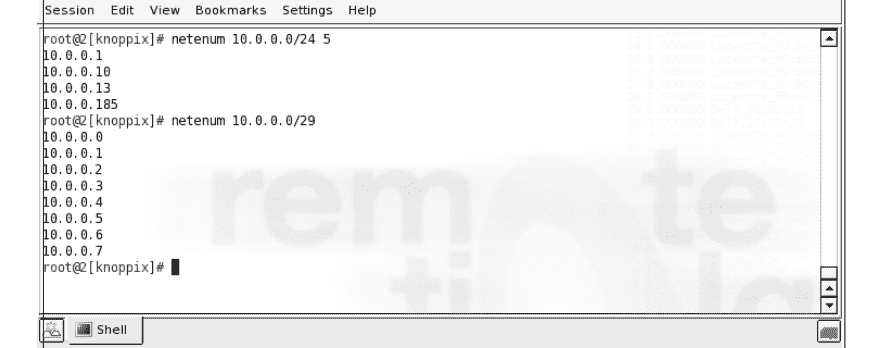 Session Edit View Bookmarks Settings Help
root@2[knoppix]# netenum 10.0.0.0/24 5
10.0.0.1
10.0.0.10
10.0.0.13
10.0.0.185
root@2[knoppix]# netenum 10.0.0.0/29
10.0.0.0
10.0.0.1
10.0.0.2
10.0.0.3
10.0.0.4
10.0.0.5
10.0.0.6
10.0.0.7
root@2[knoppix]#
Shell